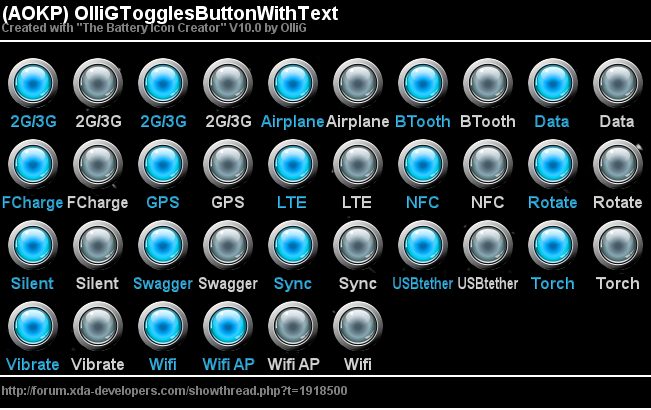 (AOKP) OlliGTogglesButtonWithText
Created with "The Battery Icon Creator" V10.0 by OlliG
2G/3G 2G/3G 2G/3G 2G/3G Airplane Airplane BTooth BTooth Data Data
FCharge FCharge GPS GPS LTE LTE NFC NFC Rotate Rotate
Silent Silent Swagger Swagger Sync Sync USBtether USBtether Torch Torch
Vibrate Vibrate Wifi Wifi AP Wifi AP Wifi
http://forum.xda-developers.com/showthread.php?t=1918500